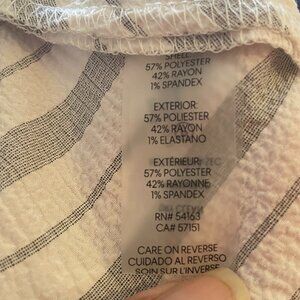 SHELL:
57% POLYESTER
42% RAYON
1% SPANDEX
EXTERIOR:
57% POLIESTER
42% RAYON
1% ELASTANO
EXTÉRIEUR:
57% POLYESTER
42% RAYONNE
1% SPANDEX
RN# 54163
CA# 57151
CARE ON REVERSE
CUIDADO AL REVERSO
SOIN SUR L'INVERSE